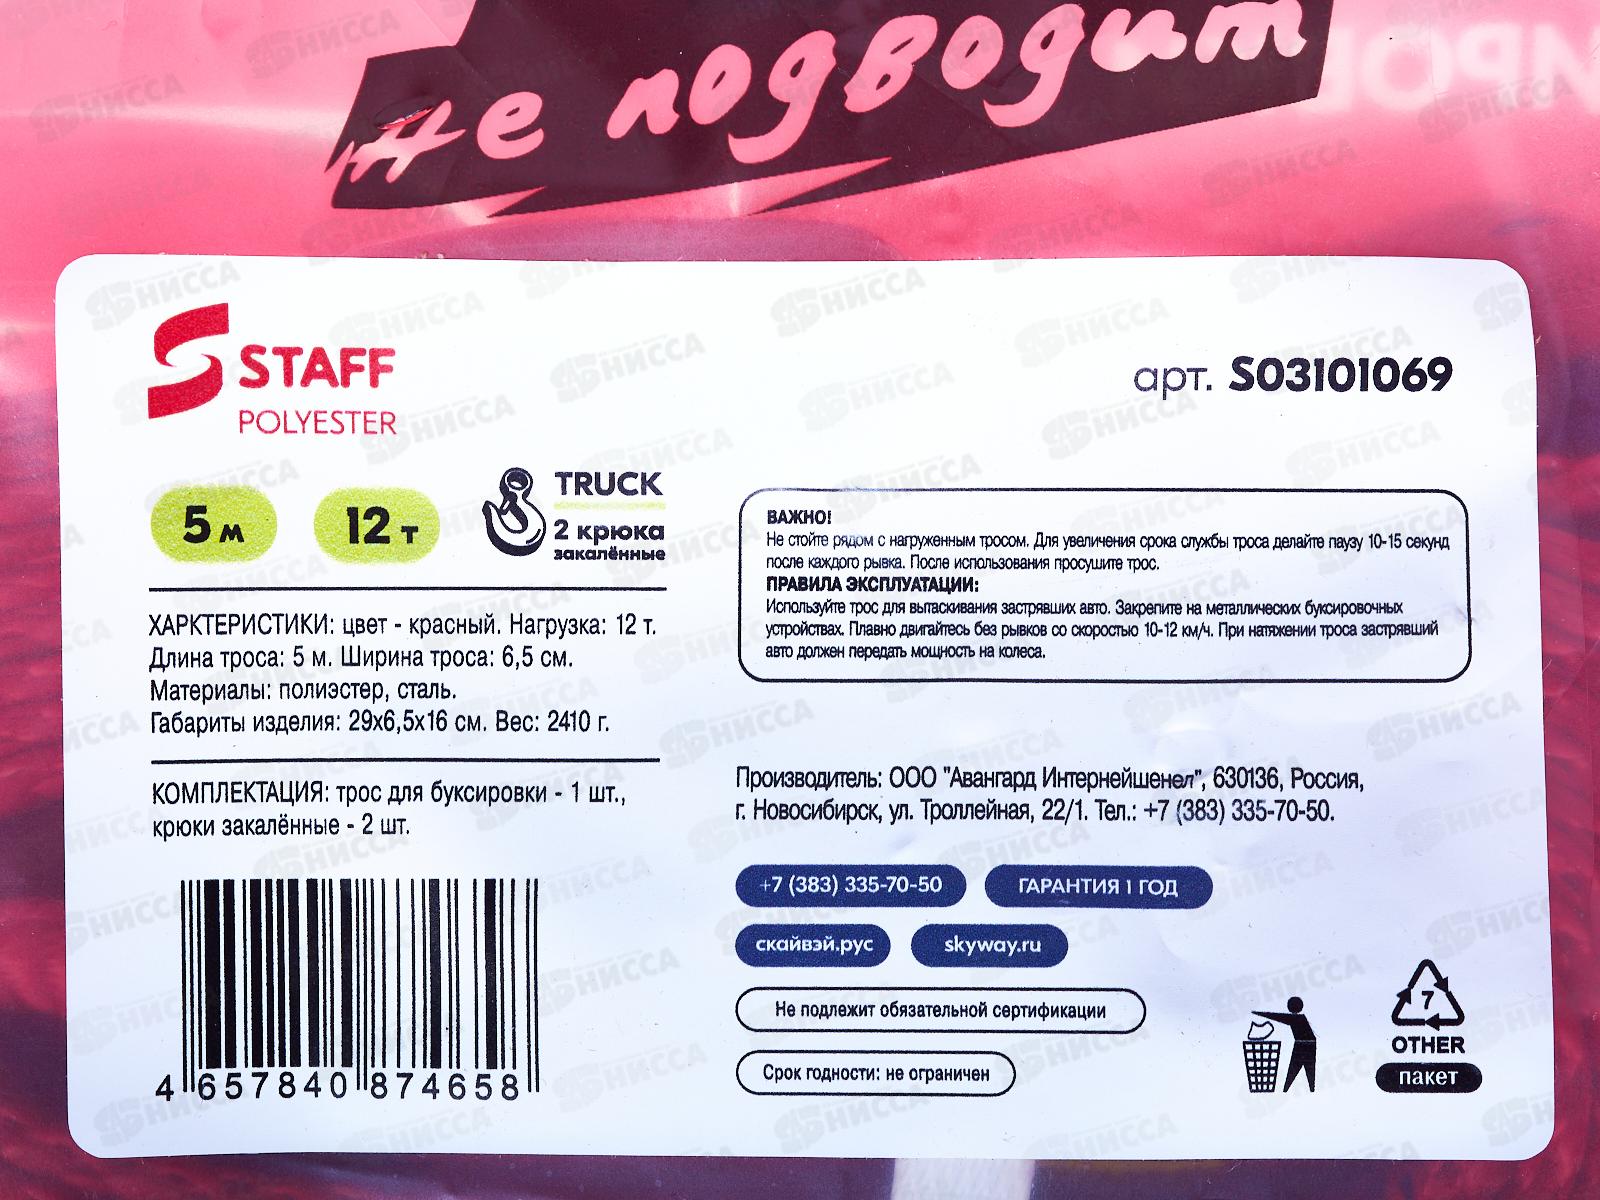 не подводит
STAFF
POLYESTER
арт. S03101069
5 м
12 т
TRUCK
2 крюка
закалённые
ХАРКТЕРИСТИКИ: цвет - красный. Нагрузка: 12 т.
Длина троса: 5 м. Ширина троса: 6,5 см.
Материалы: полиэстер, сталь.
Габариты изделия: 29х6,5х16 см. Вес: 2410 г.
КОМПЛЕКТАЦИЯ: трос для буксировки - 1 шт.,
крюки закалённые - 2 шт.
4 657840 874658
ВАЖНО!
Не стойте рядом с нагруженным тросом. Для увеличения срока службы троса делайте паузу 10-15 секунд
после каждого рывка. После использования просушите трос.
ПРАВИЛА ЭКСПЛУАТАЦИИ:
Используйте трос для вытаскивания застрявших авто. Закрепите на металлических буксировочных
устройствах. Плавно двигайтесь без рывков со скоростью 10-12 км/ч. При натяжении троса застрявший
авто должен передать мощность на колеса.
Производитель: ООО "Авангард Интернейшенел", 630136, Россия,
г. Новосибирск, ул. Троллейная, 22/1. Тел.: +7 (383) 335-70-50.
+7 (383) 335-70-50
ГАРАНТИЯ 1 ГОД
скайвэй.рус
skyway.ru
Не подлежит обязательной сертификации
Срок годности: не ограничен
7
OTHER
пакет
НИССА